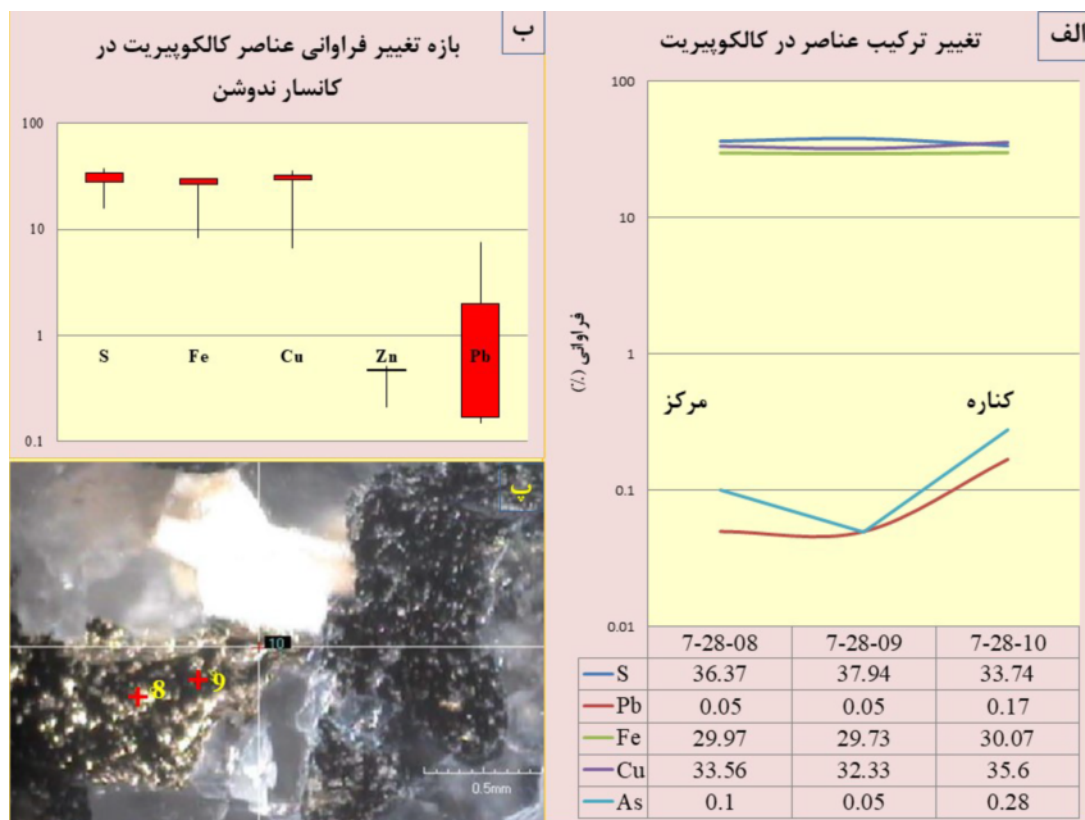 الف
تغییر ترکیب عناصر در کالکوپیریت
100
10
1
0.1
0.01
فراوانی (٪)
مرکز
کناره
7-28-08 7-28-09 7-28-10
S 36.37 37.94 33.74
Pb 0.05 0.05 0.17
Fe 29.97 29.73 30.07
Cu 33.56 32.33 35.6
As 0.1 0.05 0.28
ب
بازه تغییر فراوانی عناصر کالکوپیریت در
کانسار ندوشن
100
10
1
0.1
S Fe Cu Zn Pb
پ
10
9
8
0.5mm